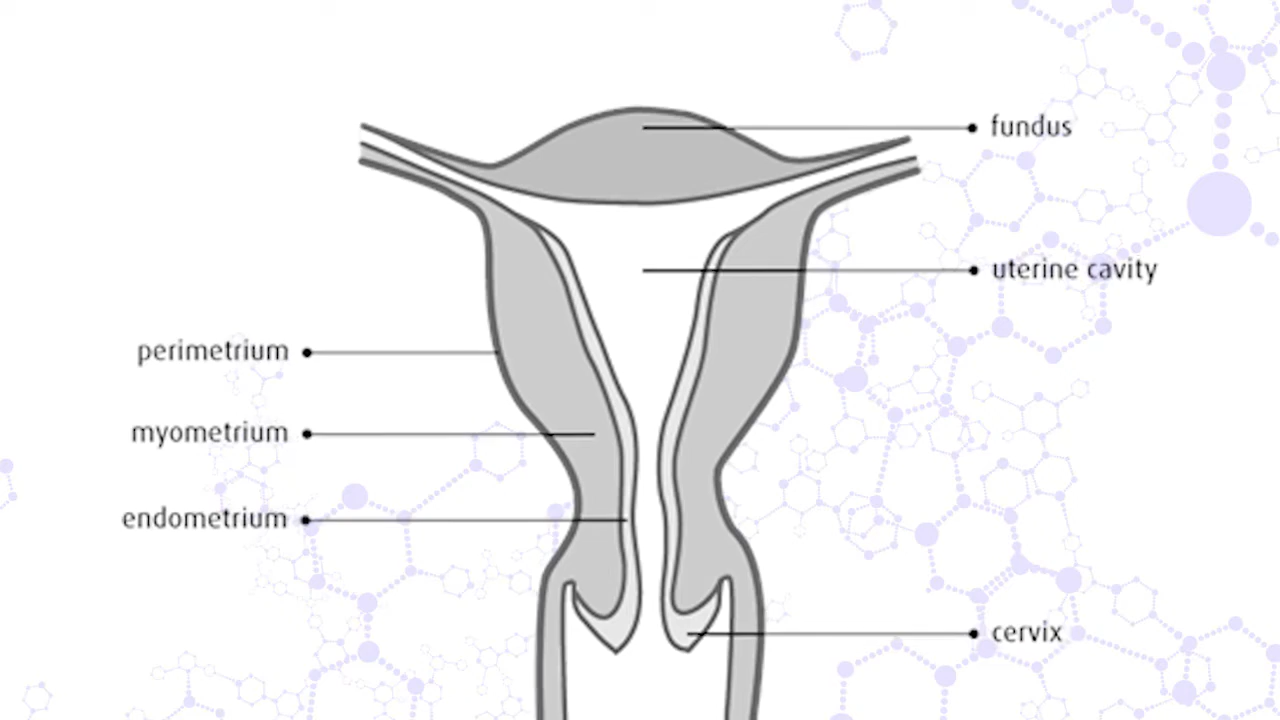 fundus
uterine cavity
perimetrium
myometrium
endometrium
cervix